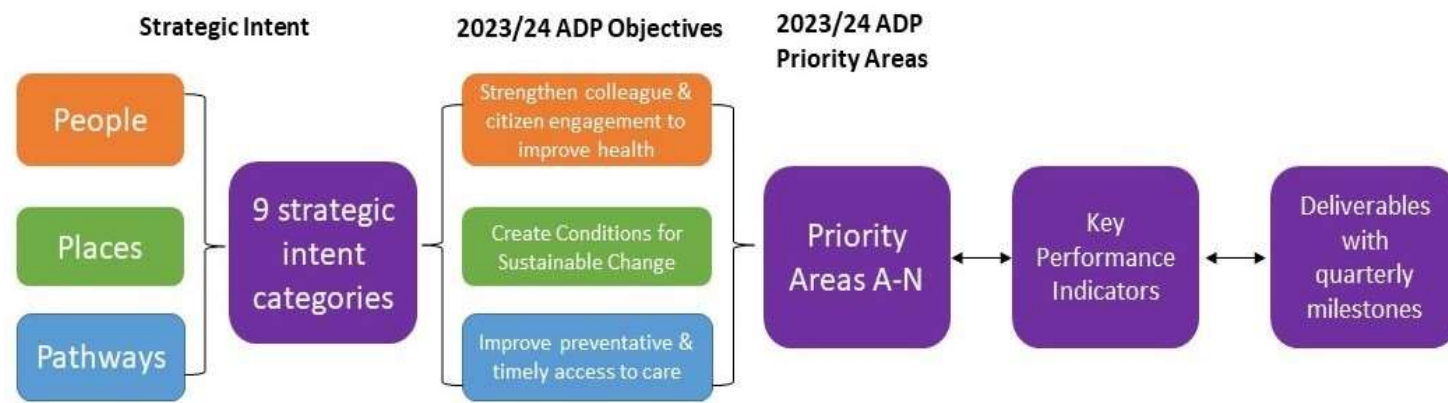 Strategic Intent
2023/24 ADP Objectives
2023/24 ADP
Priority Areas
People
Places
Pathways
9 strategic
intent
categories
Strengthen colleague &
citizen engagement to
improve health
Create Conditions for
Sustainable Change
Improve preventative &
timely access to care
Priority
Areas A-N
Key
Performance
Indicators
Deliverables
with
quarterly
milestones